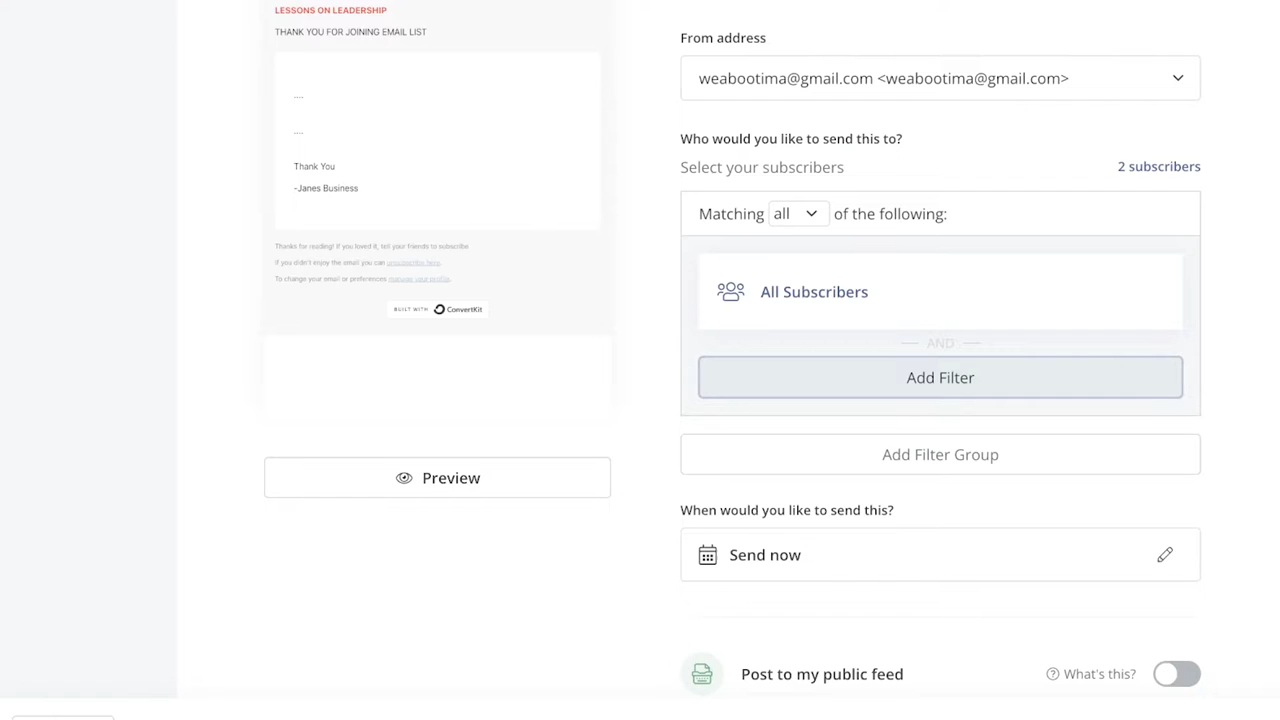 LESSONS ON LEADERSHIP
THANK YOU FOR JOINING EMAIL LIST
....
....
Thank You
-Janes Business
Thanks for reading! If you loved it, tell your friends to subscribe
If you didn't enjoy the email you can unsubscribe here.
To change your email or preferences manage your profile.
BUILT WITH ConvertKit
Preview
From address
weabootima@gmail.com <weabootima@gmail.com>
Who would you like to send this to?
Select your subscribers
2 subscribers
Matching all of the following:
All Subscribers
AND
Add Filter
Add Filter Group
When would you like to send this?
Send now
Post to my public feed
What's this?